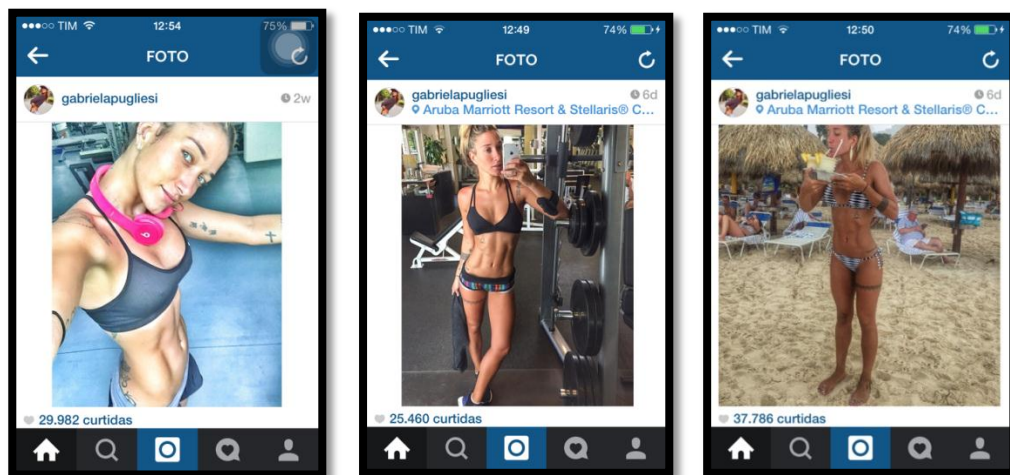 TIM 12:54 75%
FOTO
gabrielapugliesi 2w
29.982 curtidas
TIM 12:49 74%
FOTO
gabrielapugliesi 6d
Aruba Marriott Resort & Stellaris® C...
25.460 curtidas
TIM 12:50 74%
FOTO
gabrielapugliesi 6d
Aruba Marriott Resort & Stellaris® C...
37.786 curtidas